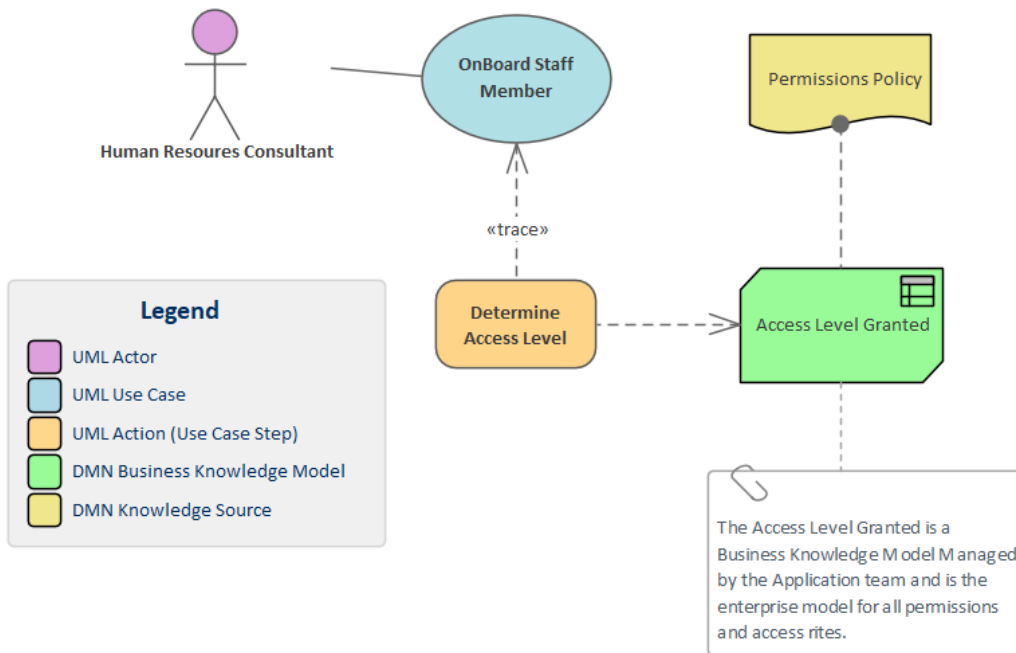 OnBoard Staff
Member
Permissions Policy
Human Resoures Consultant
«trace»
Legend
UML Actor
UML Use Case
UML Action (Use Case Step)
DMN Business Knowledge Model
DMN Knowledge Source
Determine
Access Level
Access Level Granted
The Access Level Granted is a
Business Knowledge Model Managed
by the Application team and is the
enterprise model for all permissions
and access rites.